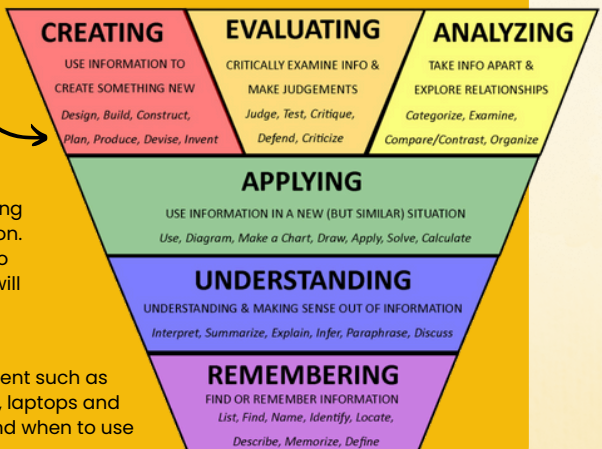 CREATING
USE INFORMATION TO
CREATE SOMETHING NEW
Design, Build, Construct,
Plan, Produce, Devise, Invent
EVALUATING
CRITICALLY EXAMINE INFO &
MAKE JUDGEMENTS
Judge, Test, Critique,
Defend, Criticize
ANALYZING
TAKE INFO APART &
EXPLORE RELATIONSHIPS
Categorize, Examine,
Compare/Contrast, Organize
APPLYING
USE INFORMATION IN A NEW (BUT SIMILAR) SITUATION
Use, Diagram, Make a Chart, Draw, Apply, Solve, Calculate
UNDERSTANDING
UNDERSTANDING & MAKING SENSE OUT OF INFORMATION
Interpret, Summarize, Explain, Infer, Paraphrase, Discuss
REMEMBERING
FIND OR REMEMBER INFORMATION
List, Find, Name, Identify, Locate,
Describe, Memorize, Define
ng
on.
o
will
ent such as
, laptops and
nd when to use